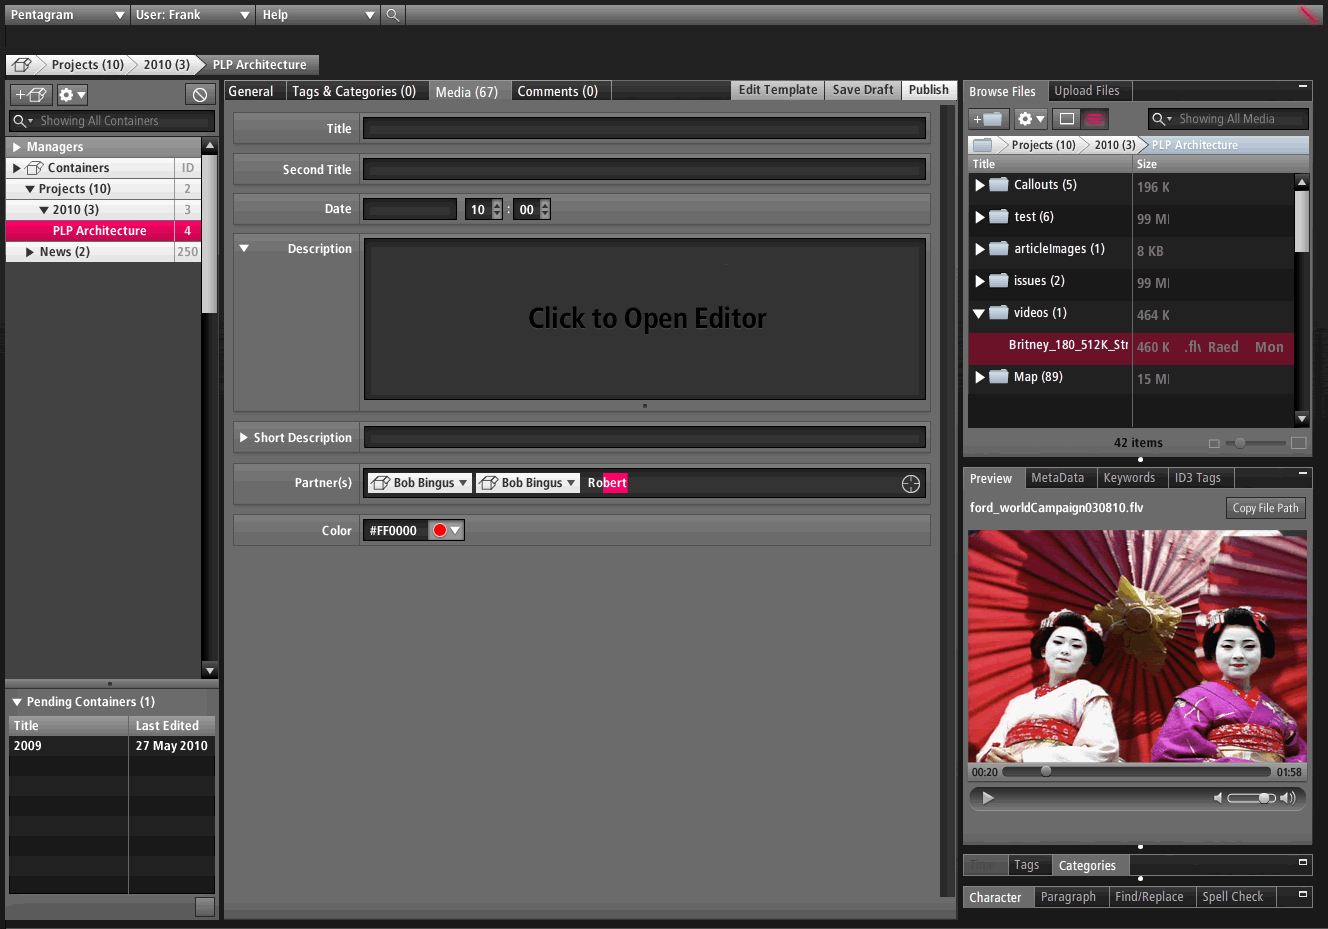 Pentagram User: Frank Help
Projects (10) 2010 (3) PLP Architecture
Showing All Containers
Managers
Containers ID
Projects (10) 2
2010 (3) 3
PLP Architecture 4
News (2) 250
Pending Containers (1)
Title Last Edited
2009 27 May 2010
General Tags & Categories (0) Media (67) Comments (0) Edit Template Save Draft Publish
Title
Second Title
Date 10 : 00
Description
Click to Open Editor
Short Description
Partner(s) Bob Bingus Bob Bingus Robert
Color #FF0000
Browse Files Upload Files
Showing All Media
Projects (10) 2010 (3) PLP Architecture
Title Size
Callouts (5) 196 K
test (6) 99 MI
articleImages (1) 8 KB
issues (2) 99 MI
videos (1) 464 K
Britney_180_512K_Str 460 K .flv Raed Mon
Map (89) 15 MI
42 items
Preview MetaData Keywords ID3 Tags
ford_worldCampaign030810.flv Copy File Path
00:20 01:58
Time Tags Categories
Character Paragraph Find/Replace Spell Check